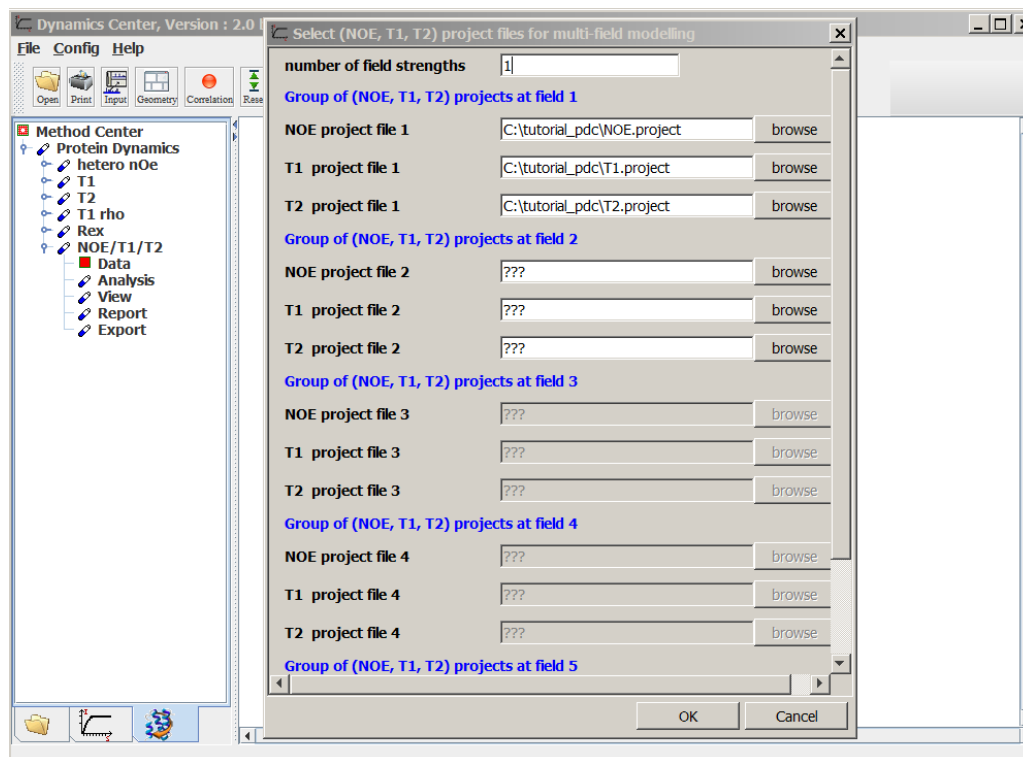 Dynamics Center, Version : 2.0
Select (NOE, T1, T2) project files for multi-field modelling
File Config Help
Open Print Input Geometry Correlation Rese
Method Center
Protein Dynamics
hetero nOe
T1
T2
T1 rho
Rex
NOE/T1/T2
Data
Analysis
View
Report
Export
number of field strengths 1
Group of (NOE, T1, T2) projects at field 1
NOE project file 1 C:\tutorial_pdc\NOE.project browse
T1 project file 1 C:\tutorial_pdc\T1.project browse
T2 project file 1 C:\tutorial_pdc\T2.project browse
Group of (NOE, T1, T2) projects at field 2
NOE project file 2 ??? browse
T1 project file 2 ??? browse
T2 project file 2 ??? browse
Group of (NOE, T1, T2) projects at field 3
NOE project file 3 ??? browse
T1 project file 3 ??? browse
T2 project file 3 ??? browse
Group of (NOE, T1, T2) projects at field 4
NOE project file 4 ??? browse
T1 project file 4 ??? browse
T2 project file 4 ??? browse
Group of (NOE, T1, T2) projects at field 5
OK Cancel